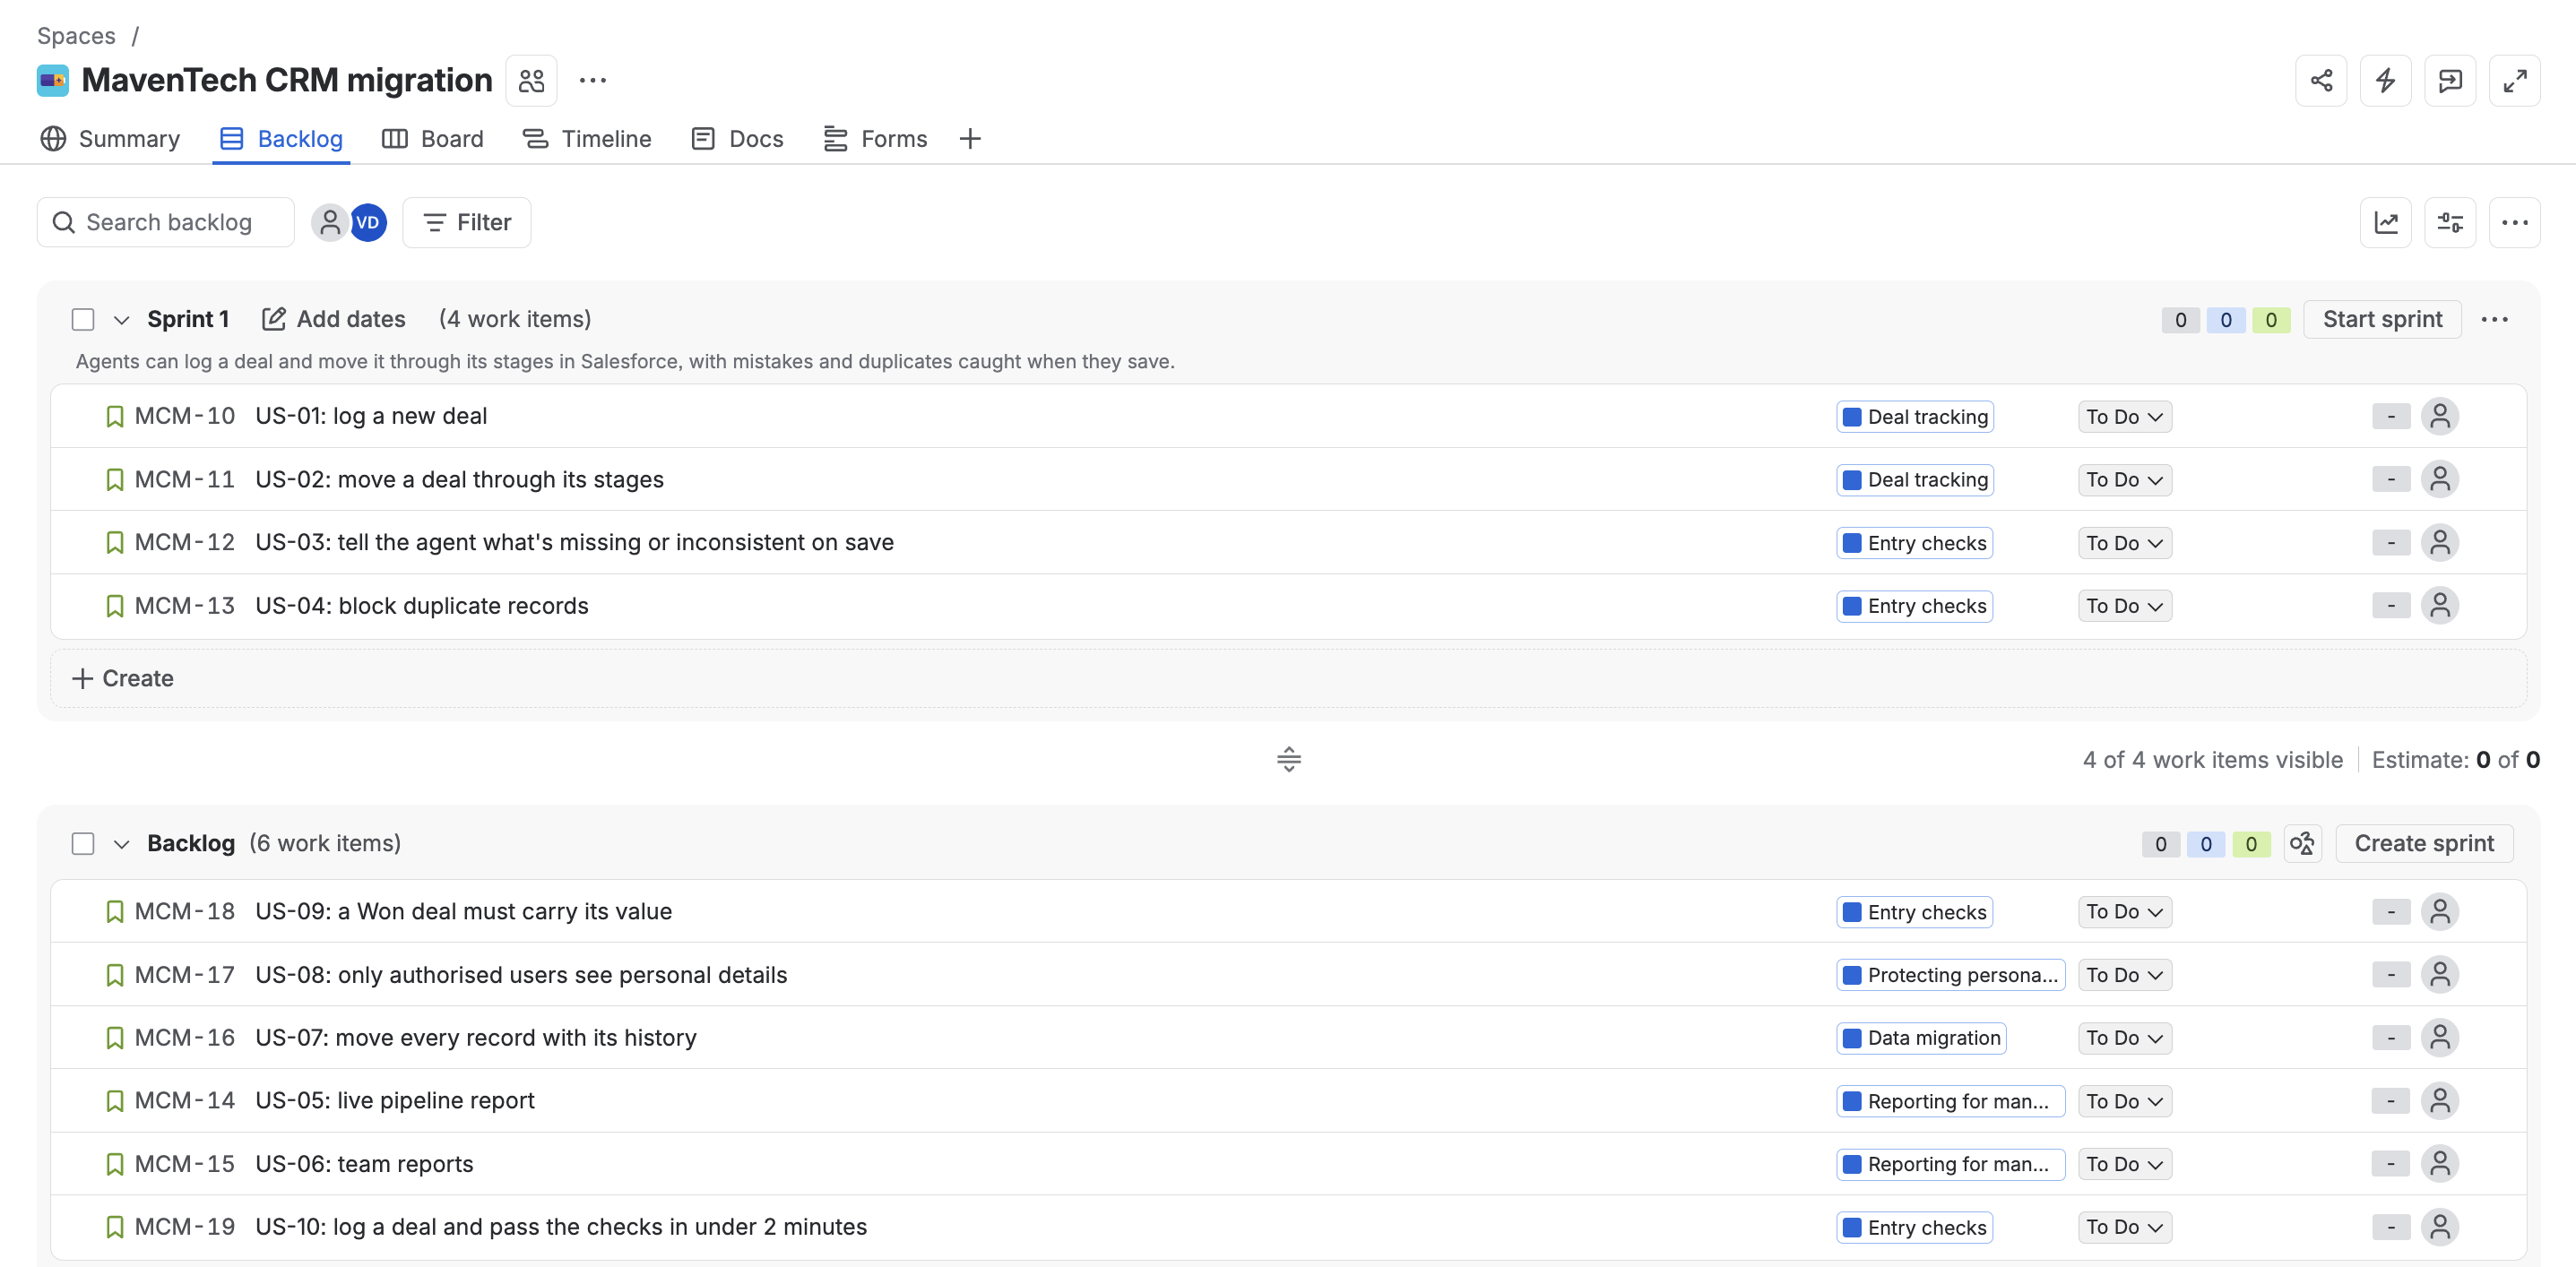 Spaces /
MavenTech CRM migration
Summary Backlog Board Timeline Docs Forms
Search backlog VD Filter
Sprint 1 Add dates (4 work items) 0 0 0 Start sprint
Agents can log a deal and move it through its stages in Salesforce, with mistakes and duplicates caught when they save.
MCM-10 US-01: log a new deal Deal tracking To Do -
MCM-11 US-02: move a deal through its stages Deal tracking To Do -
MCM-12 US-03: tell the agent what's missing or inconsistent on save Entry checks To Do -
MCM-13 US-04: block duplicate records Entry checks To Do -
Create
4 of 4 work items visible Estimate: 0 of 0
Backlog (6 work items) 0 0 0 Create sprint
MCM-18 US-09: a Won deal must carry its value Entry checks To Do -
MCM-17 US-08: only authorised users see personal details Protecting persona... To Do -
MCM-16 US-07: move every record with its history Data migration To Do -
MCM-14 US-05: live pipeline report Reporting for man... To Do -
MCM-15 US-06: team reports Reporting for man... To Do -
MCM-19 US-10: log a deal and pass the checks in under 2 minutes Entry checks To Do -